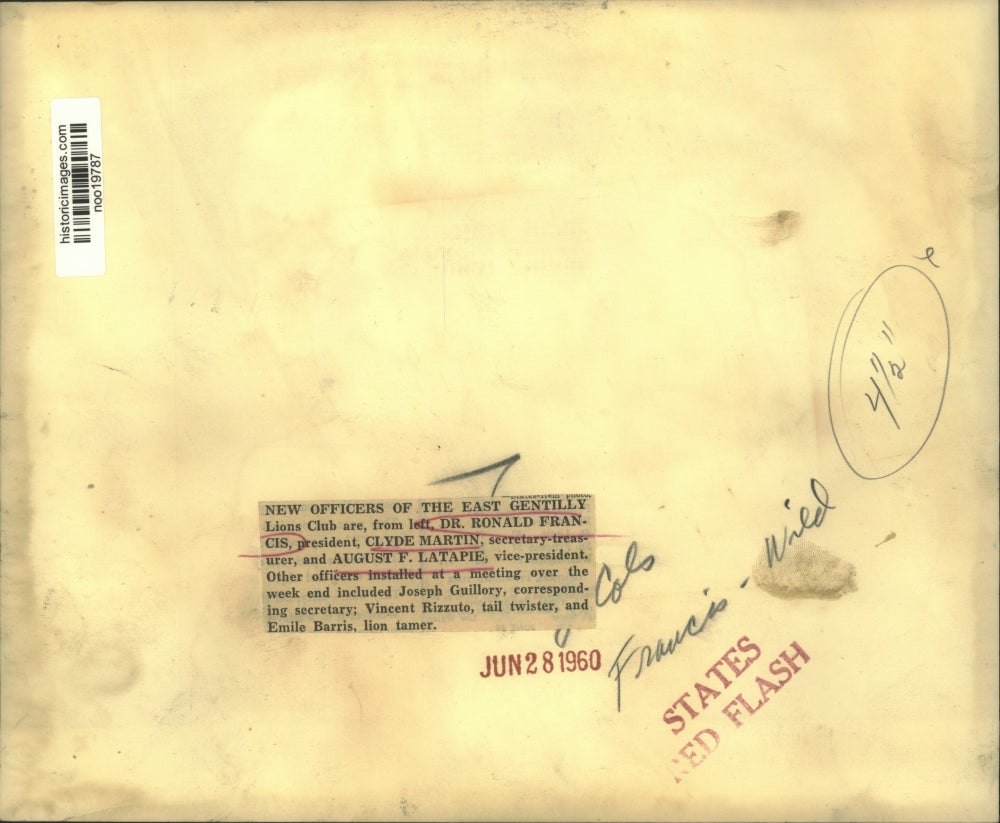 historicimages.com
noo19787
4 1/2"
NEW OFFICERS OF THE EAST GENTILLY
Lions Club are, from left, DR. RONALD FRAN-
CIS, president, CLYDE MARTIN, secretary-treas-
urer, and AUGUST F. LATAPIE, vice-president.
Other officers installed at a meeting over the
week end included Joseph Guillory, correspond-
ing secretary; Vincent Rizzuto, tail twister, and
Emile Barris, lion tamer.
Cols
Francis - Wild
JUN 28 1960
STATES
RED FLASH